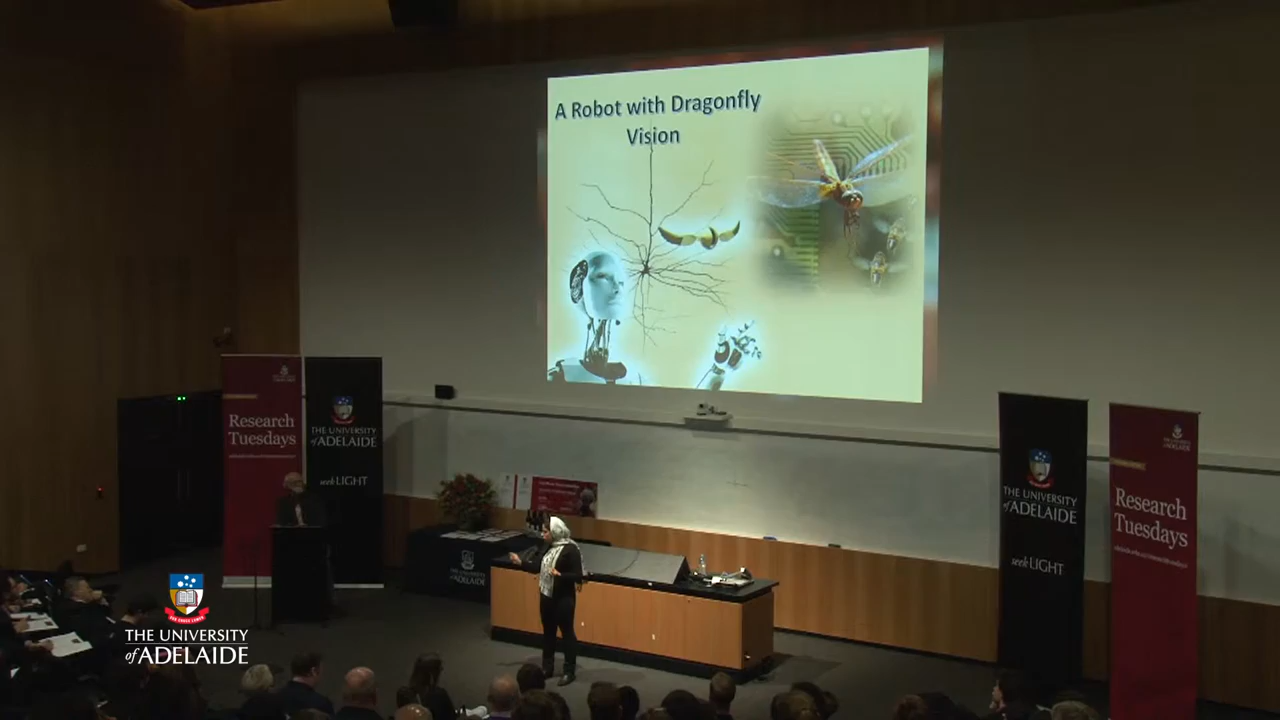 A Robot with Dragonfly
Vision
Research
Tuesdays
THE UNIVERSITY
of ADELAIDE
seek LIGHT
THE UNIVERSITY
of ADELAIDE
seek LIGHT
Research
Tuesdays
THE UNIVERSITY
of ADELAIDE